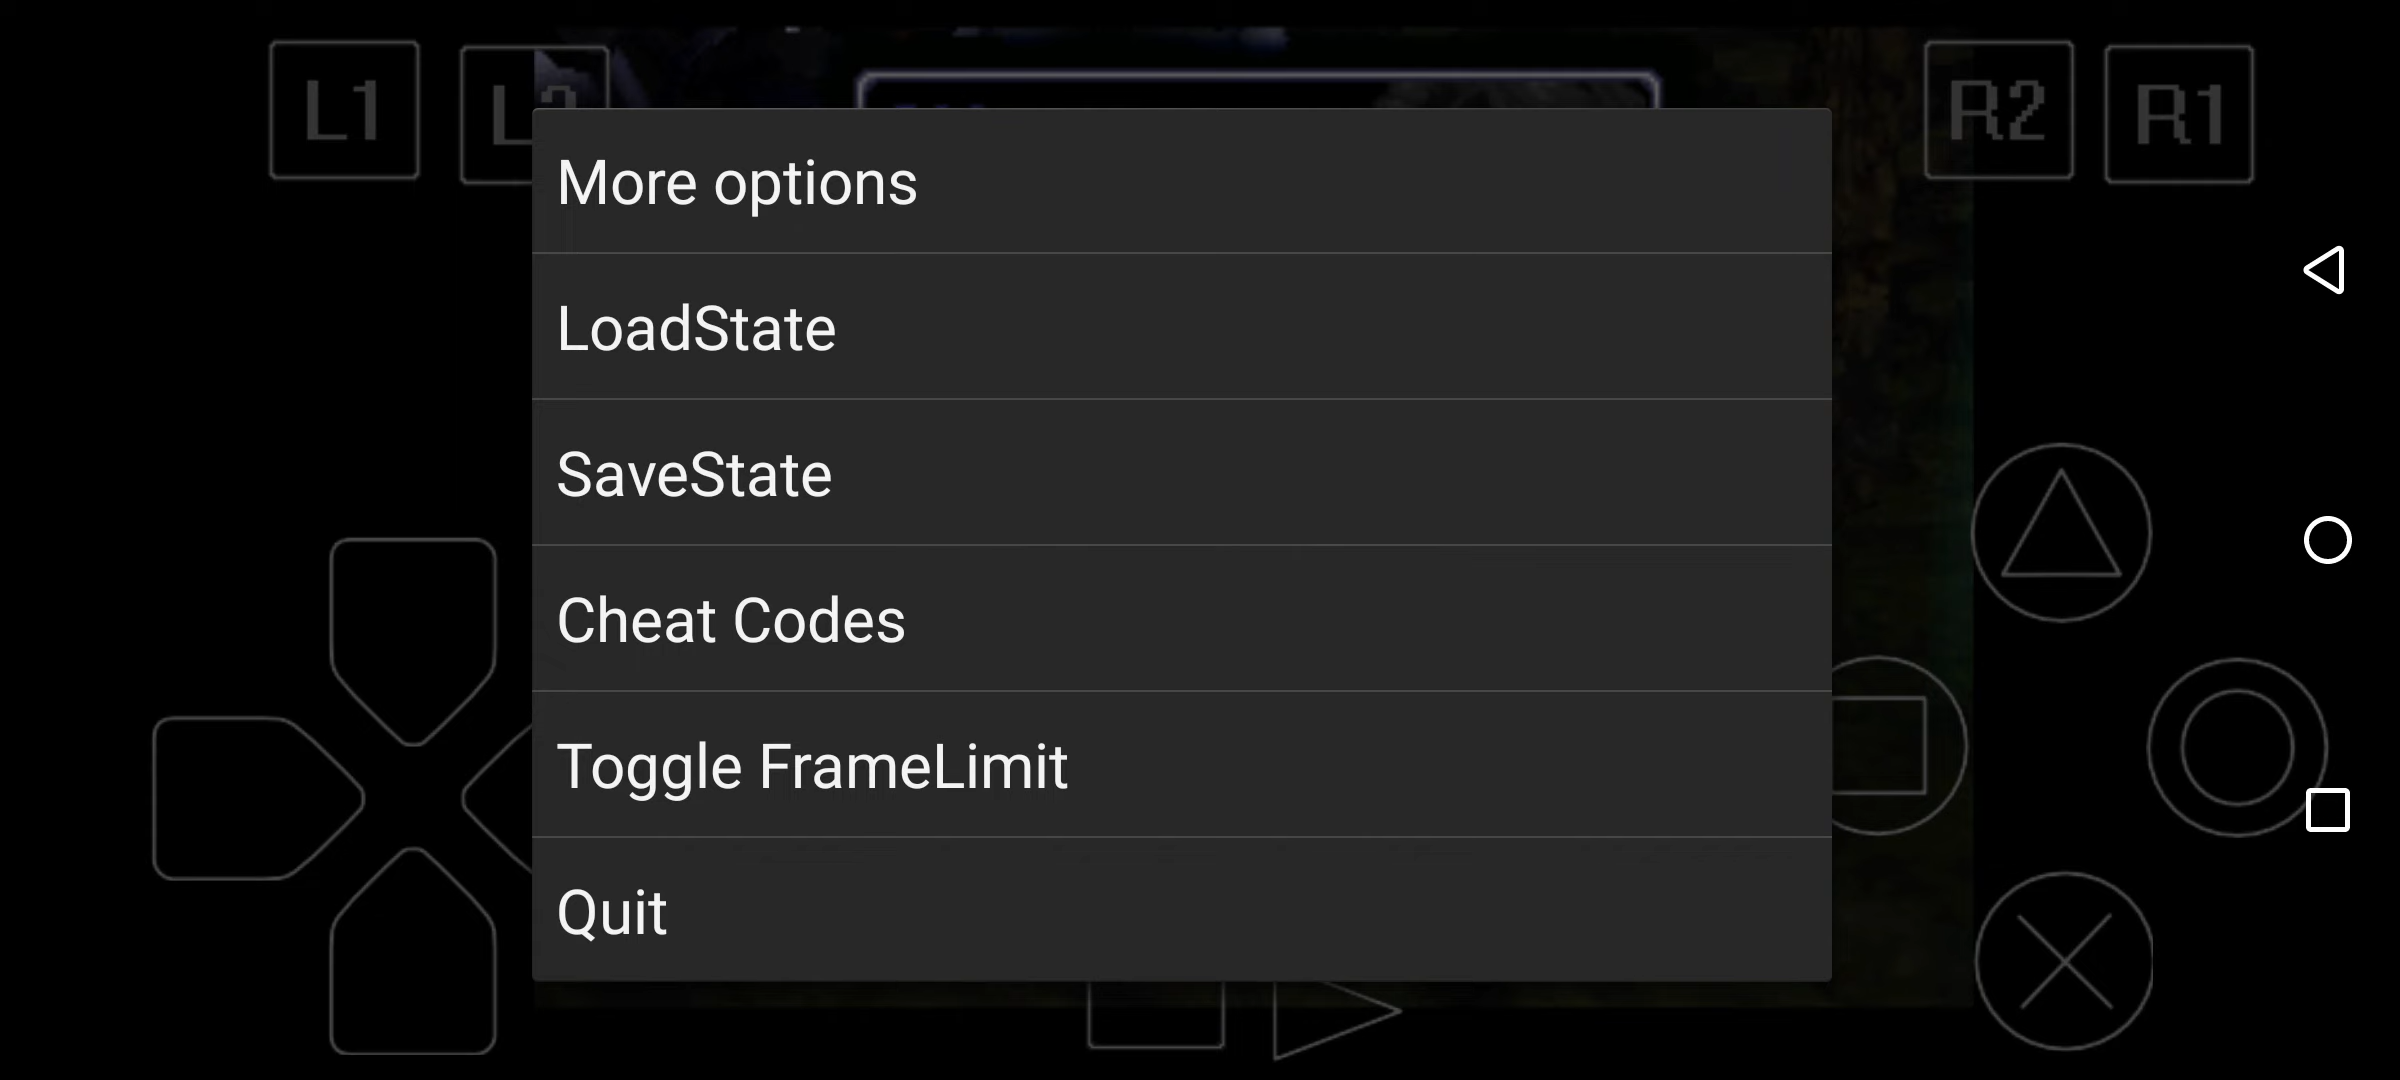 L1
R2
R1
More options
LoadState
SaveState
Cheat Codes
Toggle FrameLimit
Quit